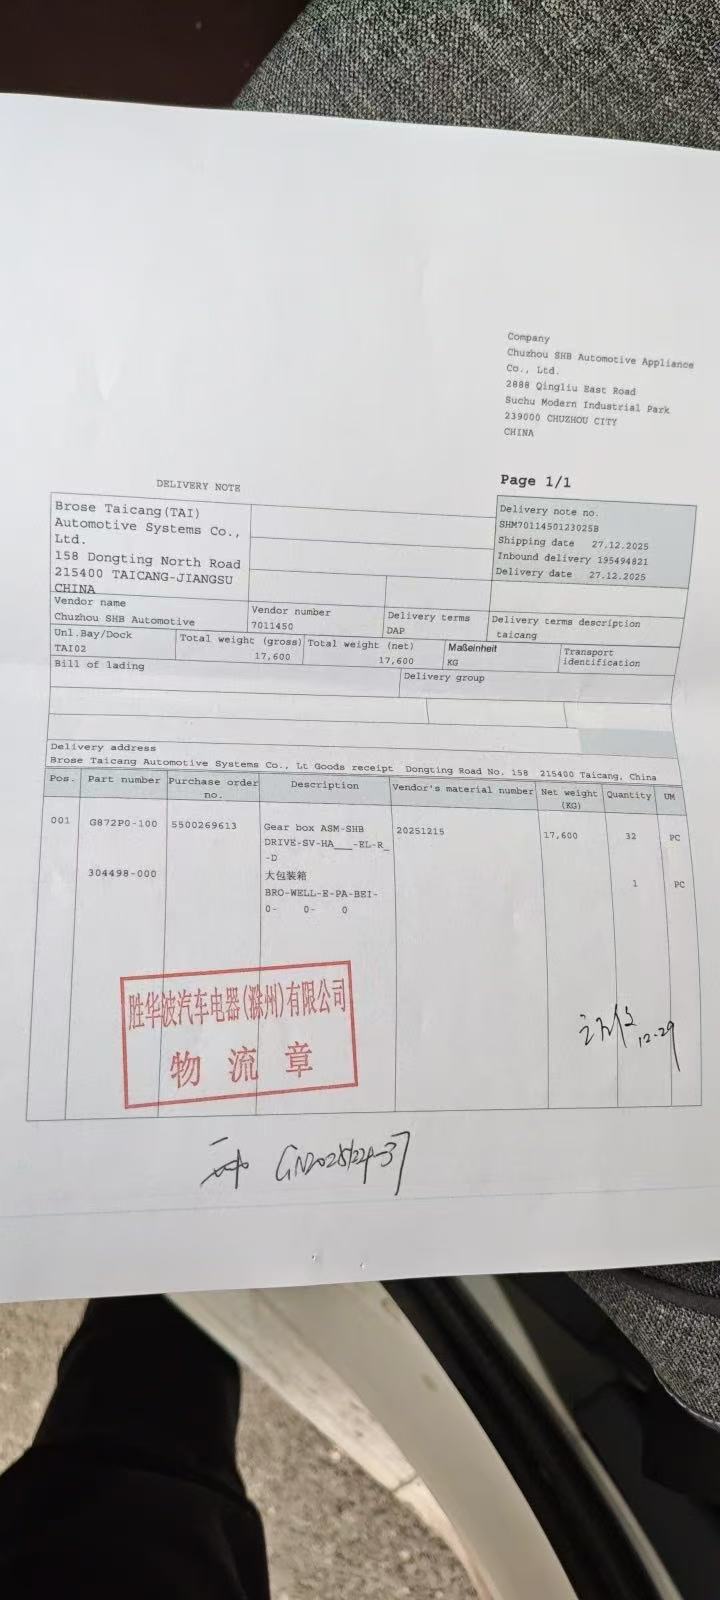 Company
Chuzhou SHB Automotive Appliance
Co., Ltd.
2888 Qingliu East Road
Suchu Modern Industrial Park
239000 CHUZHOU CITY
CHINA
DELIVERY NOTE
Page 1/1
Brose Taicang(TAI)
Automotive Systems Co.,
Ltd.
158 Dongting North Road
215400 TAICANG-JIANGSU
CHINA
Delivery note no.
SHM7011450123025B
Shipping date 27.12.2025
Inbound delivery 195494821
Delivery date 27.12.2025
Vendor name
Chuzhou SHB Automotive
Vendor number
7011450
Delivery terms
DAP
Delivery terms description
taicang
Unl.Bay/Dock
TAI02
Total weight (gross)
17,600
Total weight (net)
17,600
Maßeinheit
KG
Transport
identification
Bill of lading
Delivery group
Delivery address
Brose Taicang Automotive Systems Co., Lt Goods receipt Dongting Road No. 158 215400 Taicang, China
Pos. Part number Purchase order no. Description Vendor's material number Net weight (KG) Quantity UM
001 G872P0-100 5500269613 Gear box ASM-SHB 20251215 17,600 32 PC
DRIVE-SV-HA___-EL-R_
-D
304498-000 大包装箱 1 PC
BRO-WELL-E-PA-BEI-
0- 0- 0
胜华波汽车电器(滁州)有限公司
物流章
12-29